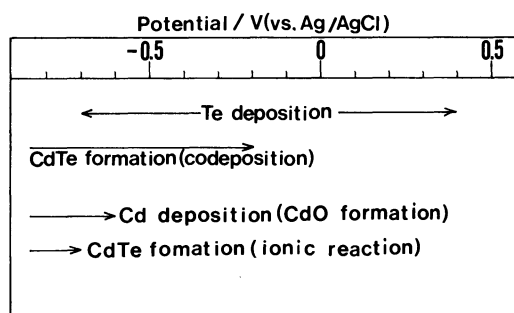 Potential / V(vs. Ag/AgCl)
-0.5 0 0.5
Te deposition
CdTe formation(codeposition)
Cd deposition(CdO formation)
CdTe fomation(ionic reaction)